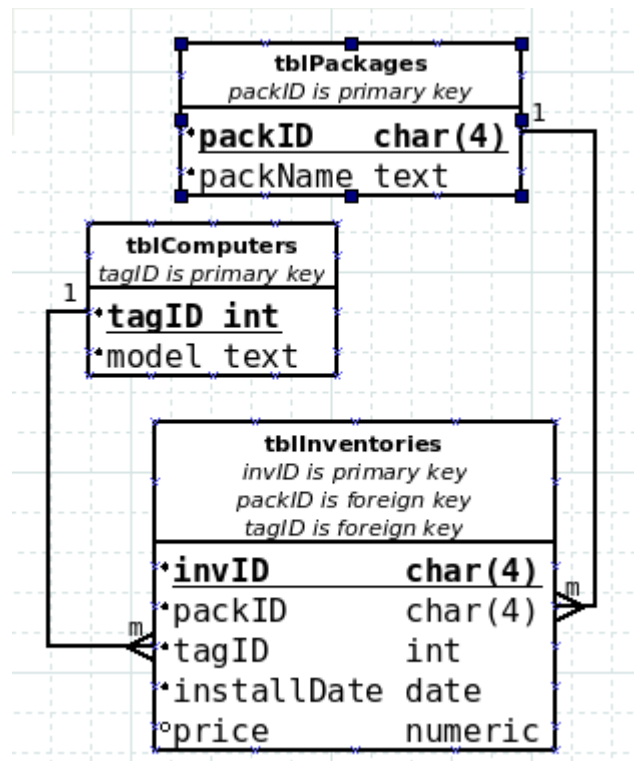 tblPackages
packID is primary key
1
packID char(4)
packName text
tblComputers
tagID is primary key
1
tagID int
model text
tblInventories
invID is primary key
packID is foreign key
tagID is foreign key
invID char(4)
m
packID char(4)
m
tagID int
installDate date
price numeric